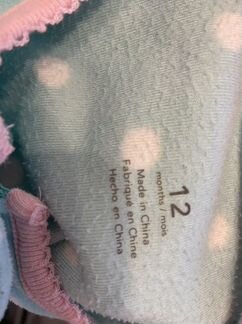 12
months / mois
Made in China
Fabriqué en Chine
Hecho en China